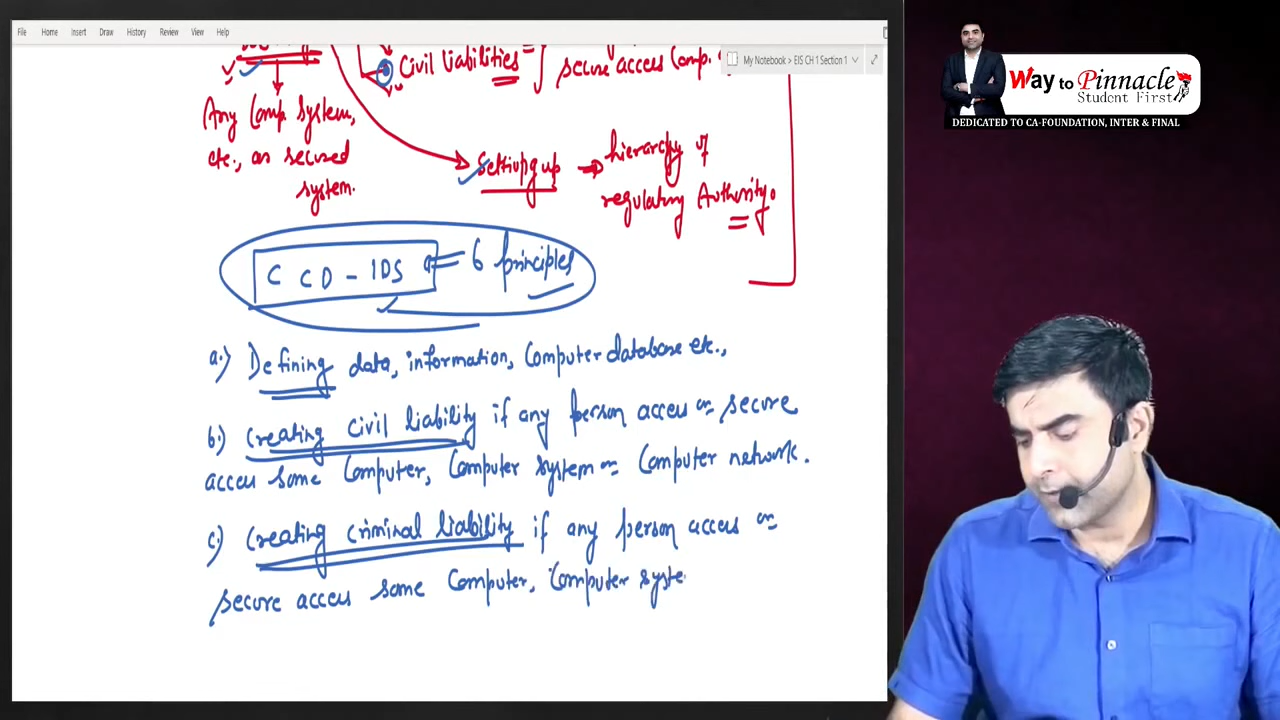 File Home Insert Draw History Review View Help
My Notebook > EIS CH 1 Section 1
Civil liabilities =
secure access Comp.
Any Comp. system,
etc., as secured
system.
Setting up → hierarchy of
regulating Authority.
C CD - IDS = 6 principles
a.) Defining data, information, Computer database etc.,
b.) Creating civil liability if any person access or secure
access some Computer, Computer system or Computer network.
c.) Creating criminal liability if any person access or
secure access some Computer, Computer syste
Way to Pinnacle
Student First
DEDICATED TO CA-FOUNDATION, INTER & FINAL